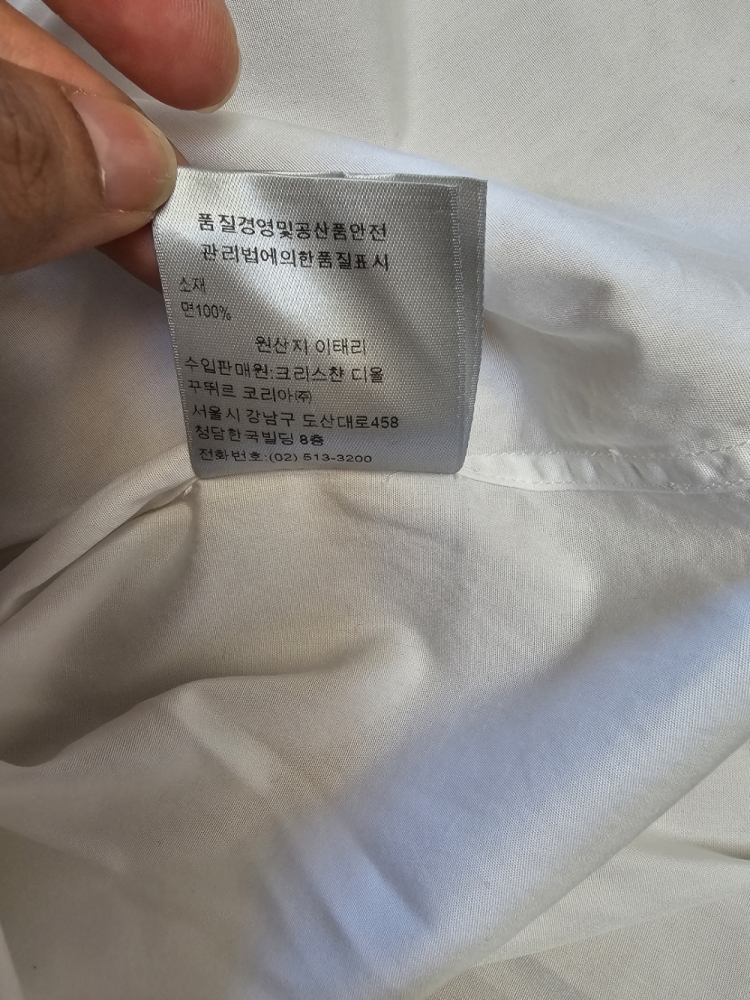 품질경영및공산품안전
관리법에의한품질표시
소재
면100%
원산지 이태리
수입판매원:크리스챤 디올
꾸뛰르 코리아㈜
서울시 강남구 도산대로458
청담한국빌딩 8층
전화번호:(02) 513-3200